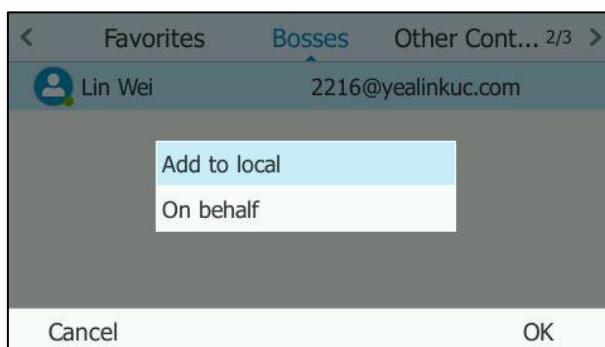 < Favorites Bosses Other Cont... 2/3 >
Lin Wei 2216@yealinkuc.com
Add to local
On behalf
Cancel OK